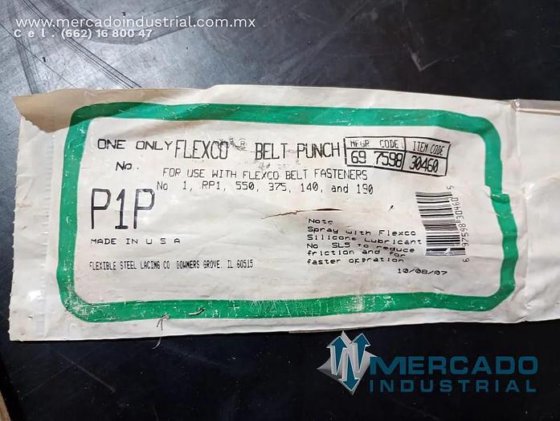 www.mercadoindustrial.com.mx
Cel. (662) 16 800 47
ONE ONLY FLEXCO® BELT PUNCH
MFGR CODE ITEM CODE
69 7598 30460
No.
FOR USE WITH FLEXCO BELT FASTENERS
No 1, RP1, 550, 375, 140, and 190
P1P
MADE IN U S A
Note
Spray with Flexco
Silicone Lubricant
No SLS to reduce
friction and for
faster operation
10/08/07
FLEXIBLE STEEL LACING CO DOWNERS GROVE, IL 60515
MERCADO
INDUSTRIAL